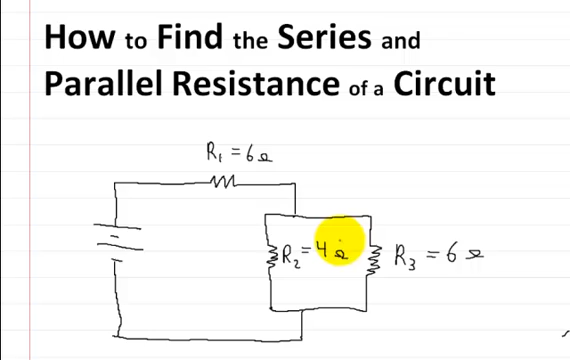 How to Find the Series and
Parallel Resistance of a Circuit
R₁ = 6Ω
R₂ = 4Ω
R₃ = 6Ω